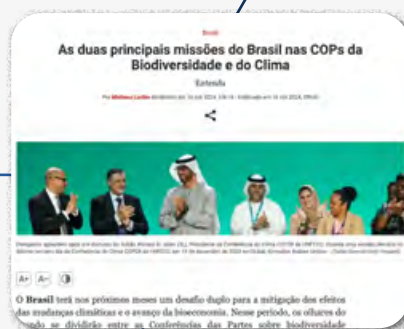 Brasil
As duas principais missões do Brasil nas COPs da
Biodiversidade e do Clima
Entenda
Por
A+ A-
O Brasil terá nos próximos meses um desafio duplo para a mitigação dos efeitos
das mudanças climáticas e o avanço da bioeconomia. Nesse período, os olhares do
mundo se dividirão entre as Conferências das Partes sobre biodiversidade